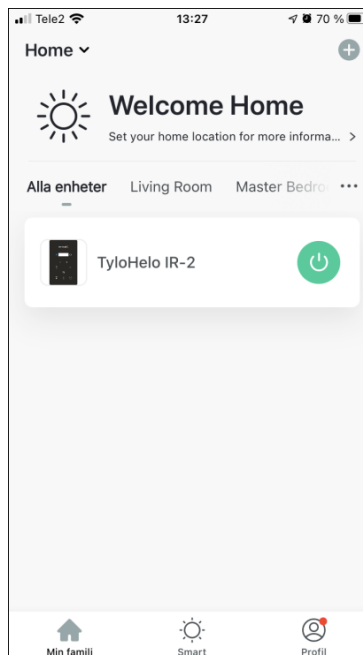 Tele2 13:27 70 %
Home
Welcome Home
Set your home location for more informa...
Alla enheter Living Room Master Bedro
TyloHelo IR-2
Min familj Smart Profil